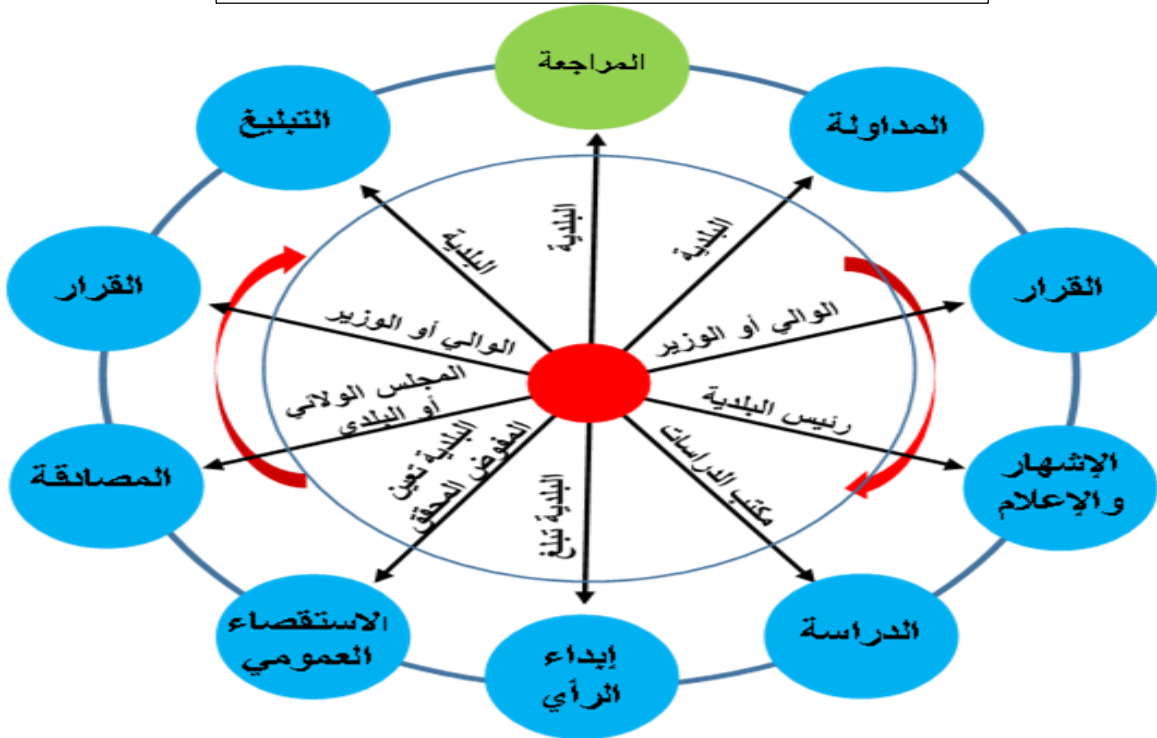 المراجعة
المداولة
القرار
الإشهار
والإعلام
الدراسة
إبداء
الرأي
الاستقصاء
العمومي
المصادقة
القرار
التبليغ
البلدية
البلدية
الوالي أو الوزير
رئيس البلدية
مكتب الدراسات
البلدية تبلغ
البلدية تعين
المفوض المحقق
المجلس الولائي
أو البلدي
الوالي أو الوزير
البلدية